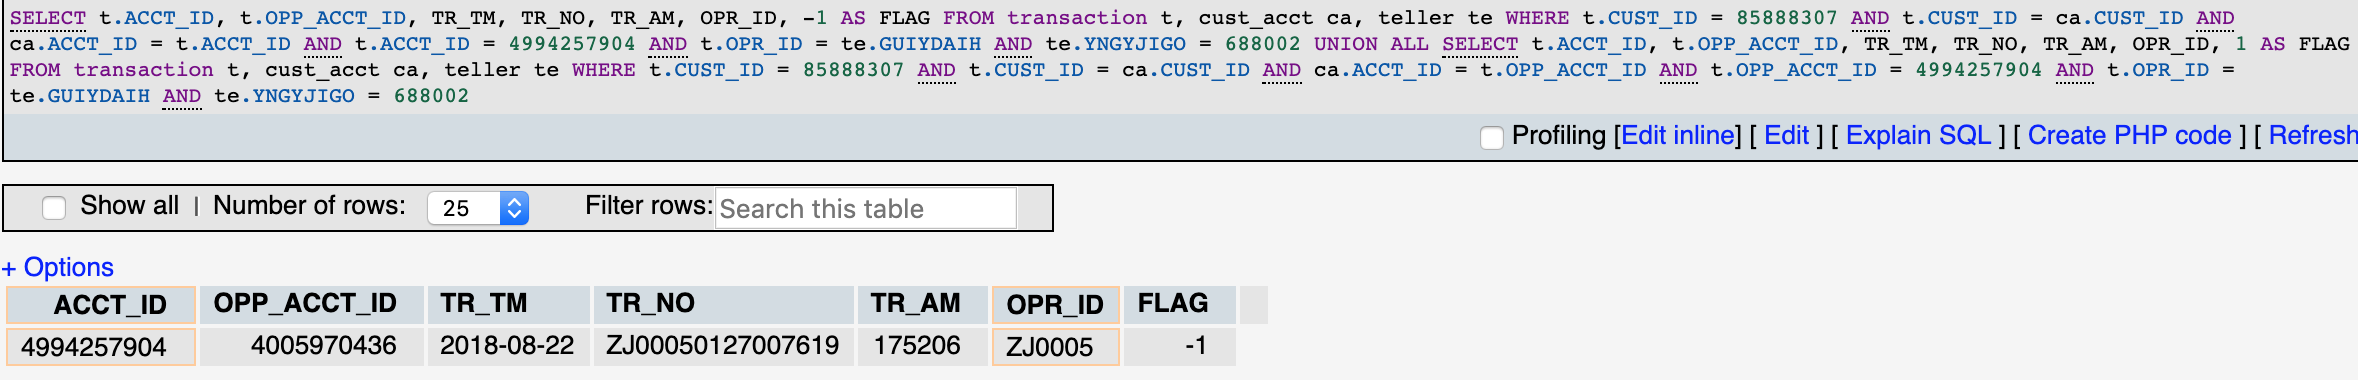 SELECT t.ACCT_ID, t.OPP_ACCT_ID, TR_TM, TR_NO, TR_AM, OPR_ID, -1 AS FLAG FROM transaction t, cust_acct ca, teller te WHERE t.CUST_ID = 85888307 AND t.CUST_ID = ca.CUST_ID AND
ca.ACCT_ID = t.ACCT_ID AND t.ACCT_ID = 4994257904 AND t.OPR_ID = te.GUIYDAIH AND te.YNGYJIGO = 688002 UNION ALL SELECT t.ACCT_ID, t.OPP_ACCT_ID, TR_TM, TR_NO, TR_AM, OPR_ID, 1 AS FLAG
FROM transaction t, cust_acct ca, teller te WHERE t.CUST_ID = 85888307 AND t.CUST_ID = ca.CUST_ID AND ca.ACCT_ID = t.OPP_ACCT_ID AND t.OPP_ACCT_ID = 4994257904 AND t.OPR_ID =
te.GUIYDAIH AND te.YNGYJIGO = 688002
Profiling [Edit inline] [ Edit ] [ Explain SQL ] [ Create PHP code ] [ Refresh
Show all | Number of rows: 25 Filter rows: Search this table
+ Options
ACCT_ID OPP_ACCT_ID TR_TM TR_NO TR_AM OPR_ID FLAG
4994257904 4005970436 2018-08-22 ZJ00050127007619 175206 ZJ0005 -1